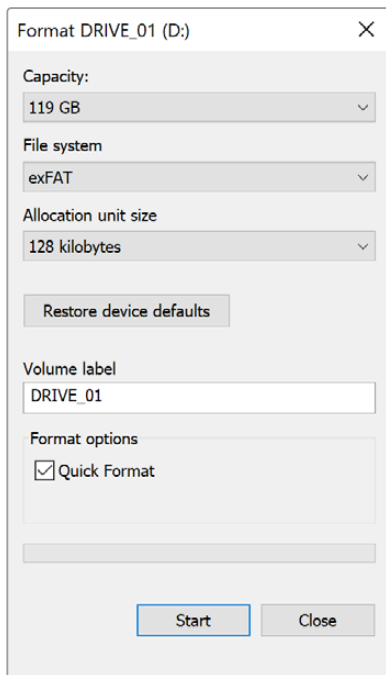 Format DRIVE_01 (D:)
Capacity:
119 GB
File system
exFAT
Allocation unit size
128 kilobytes
Restore device defaults
Volume label
DRIVE_01
Format options
Quick Format
Start
Close